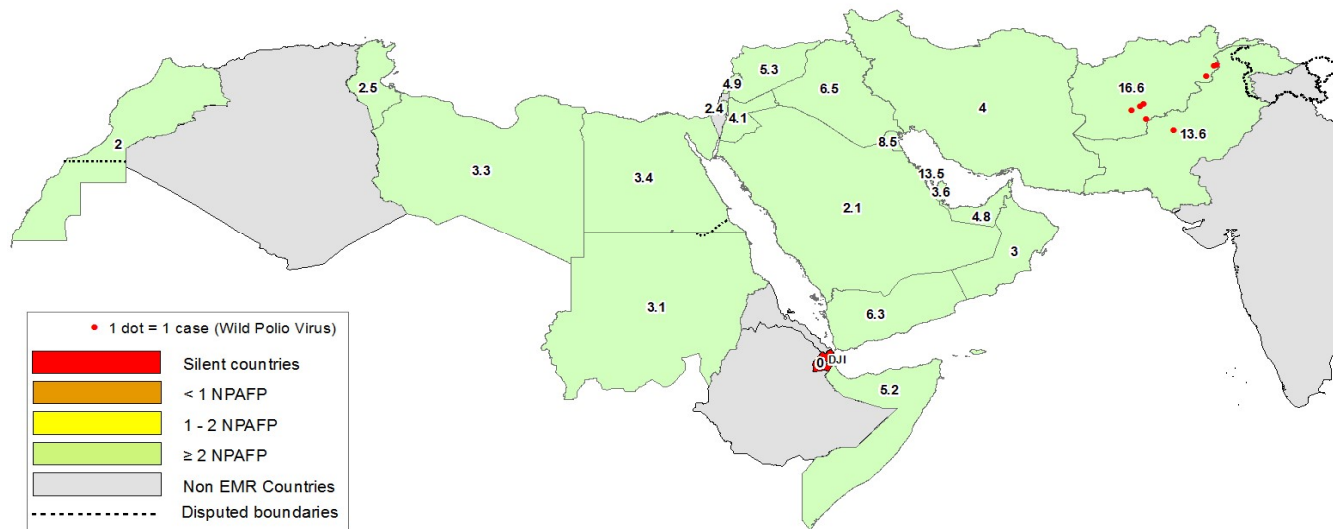 5.3
16.6
2.5
4.9
6.5
4
2.4
4.1
13.6
2
8.5
3.3
3.4
13.5
3.6
2.1
4.8
3
3.1
6.3
0 DJI
5.2
1 dot = 1 case (Wild Polio Virus)
Silent countries
< 1 NPAFP
1 - 2 NPAFP
≥ 2 NPAFP
Non EMR Countries
Disputed boundaries